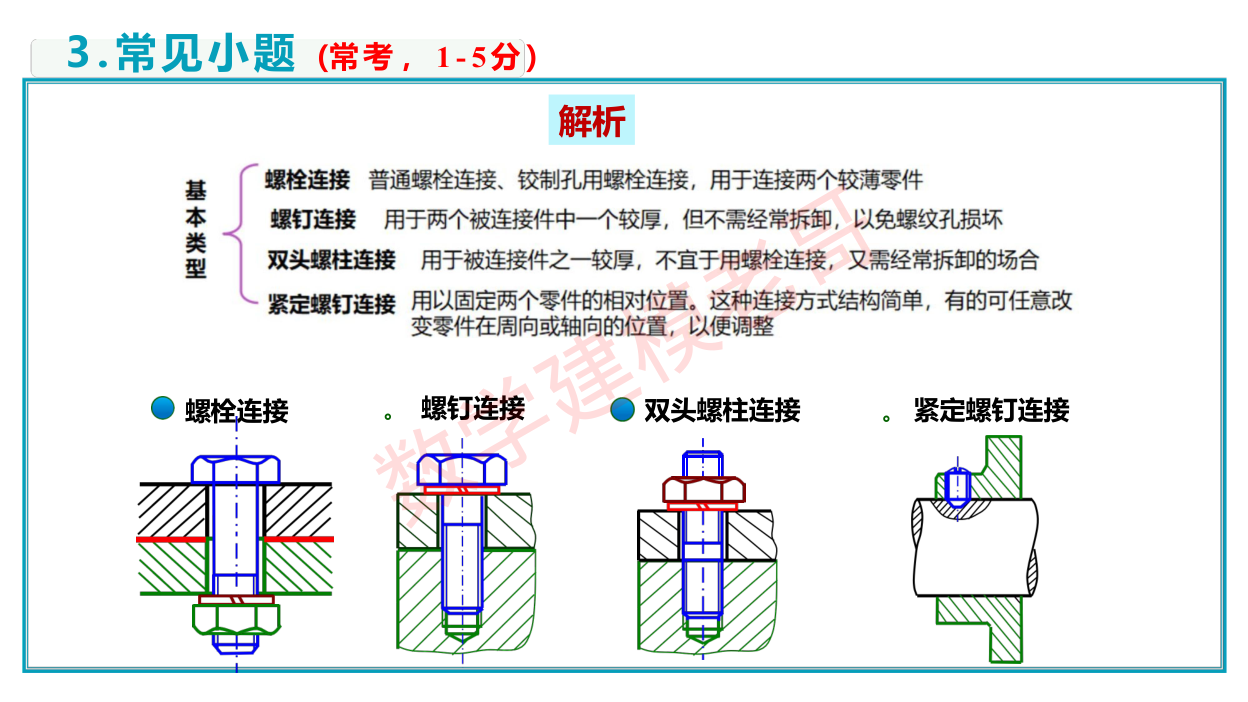 3.常见小题 (常考，1-5分)
解析
基本类型
螺栓连接 普通螺栓连接、铰制孔用螺栓连接，用于连接两个较薄零件
螺钉连接 用于两个被连接件中一个较厚，但不需经常拆卸，以免螺纹孔损坏
双头螺柱连接 用于被连接件之一较厚，不宜于用螺栓连接，又需经常拆卸的场合
紧定螺钉连接 用以固定两个零件的相对位置。这种连接方式结构简单，有的可任意改
变零件在周向或轴向的位置，以便调整
螺栓连接 。 螺钉连接 双头螺柱连接 。 紧定螺钉连接
数学建模老哥